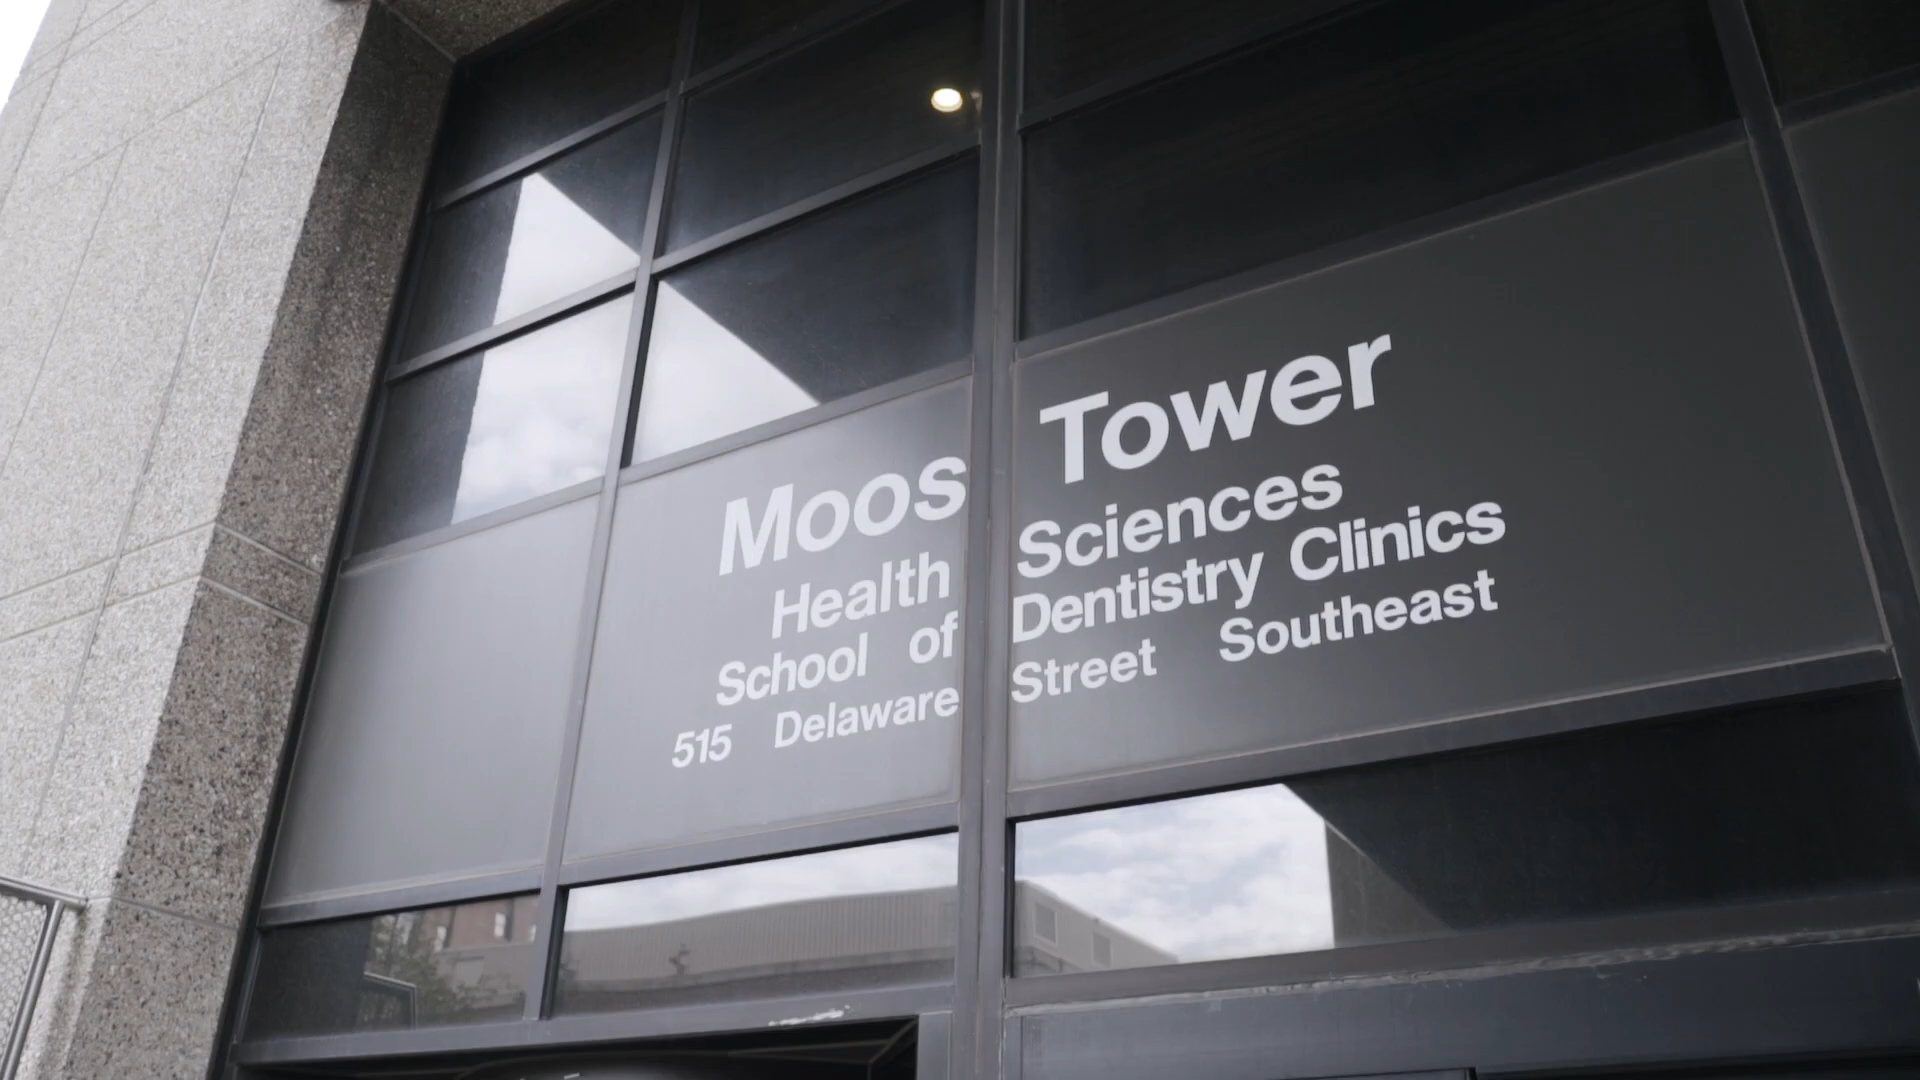 Moos Tower
Health Sciences
School of Dentistry Clinics
515 Delaware Street Southeast